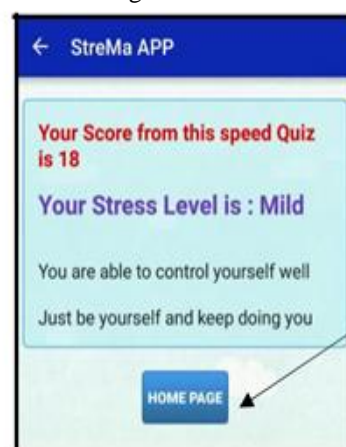 StreMa APP
Your Score from this speed Quiz
is 18
Your Stress Level is : Mild
You are able to control yourself well
Just be yourself and keep doing you
HOME PAGE